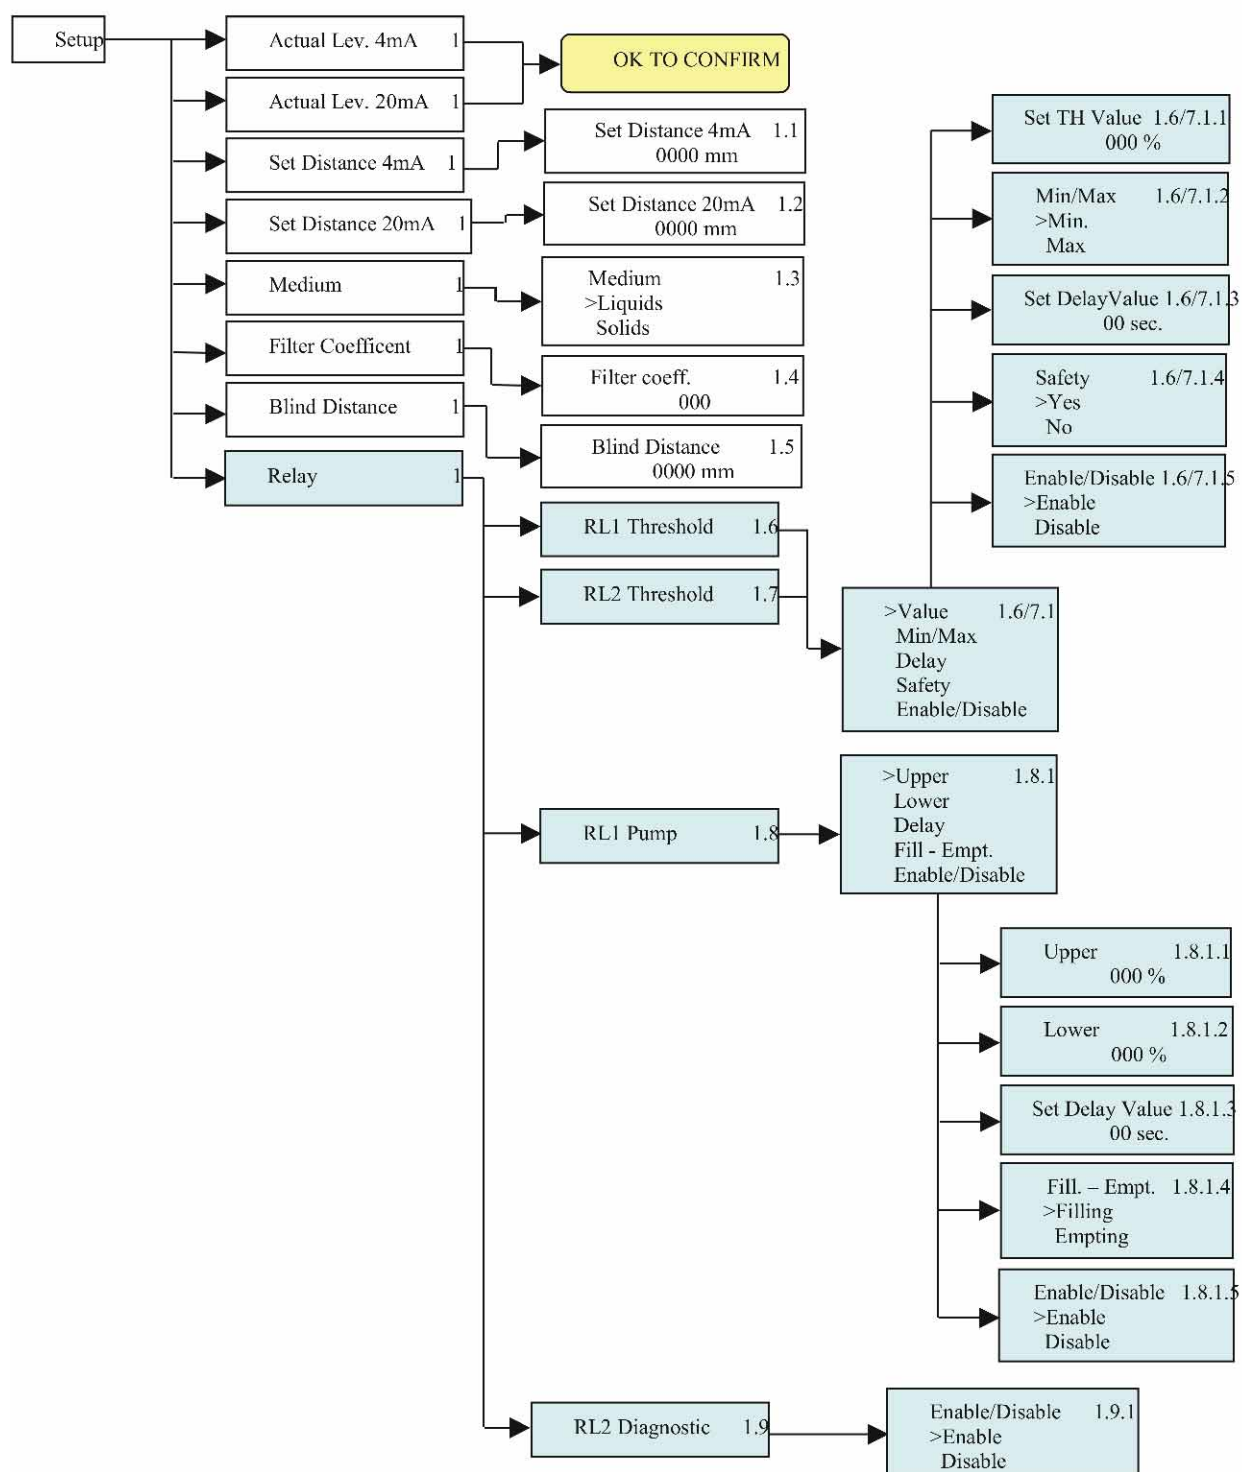 Setup
Actual Lev. 4mA 1
Actual Lev. 20mA 1
OK TO CONFIRM
Set Distance 4mA 1
Set Distance 4mA 1.1
0000 mm
Set Distance 20mA 1
Set Distance 20mA 1.2
0000 mm
Medium 1
Medium 1.3
>Liquids
Solids
Filter Coefficent 1
Filter coeff. 1.4
000
Blind Distance 1
Blind Distance 1.5
0000 mm
Relay 1
RL1 Threshold 1.6
RL2 Threshold 1.7
>Value 1.6/7.1
Min/Max
Delay
Safety
Enable/Disable
Set TH Value 1.6/7.1.1
000 %
Min/Max 1.6/7.1.2
>Min.
Max
Set DelayValue 1.6/7.1.3
00 sec.
Safety 1.6/7.1.4
>Yes
No
Enable/Disable 1.6/7.1.5
>Enable
Disable
RL1 Pump 1.8
>Upper 1.8.1
Lower
Delay
Fill - Empt.
Enable/Disable
Upper 1.8.1.1
000 %
Lower 1.8.1.2
000 %
Set Delay Value 1.8.1.3
00 sec.
Fill. – Empt. 1.8.1.4
>Filling
Empting
Enable/Disable 1.8.1.5
>Enable
Disable
RL2 Diagnostic 1.9
Enable/Disable 1.9.1
>Enable
Disable